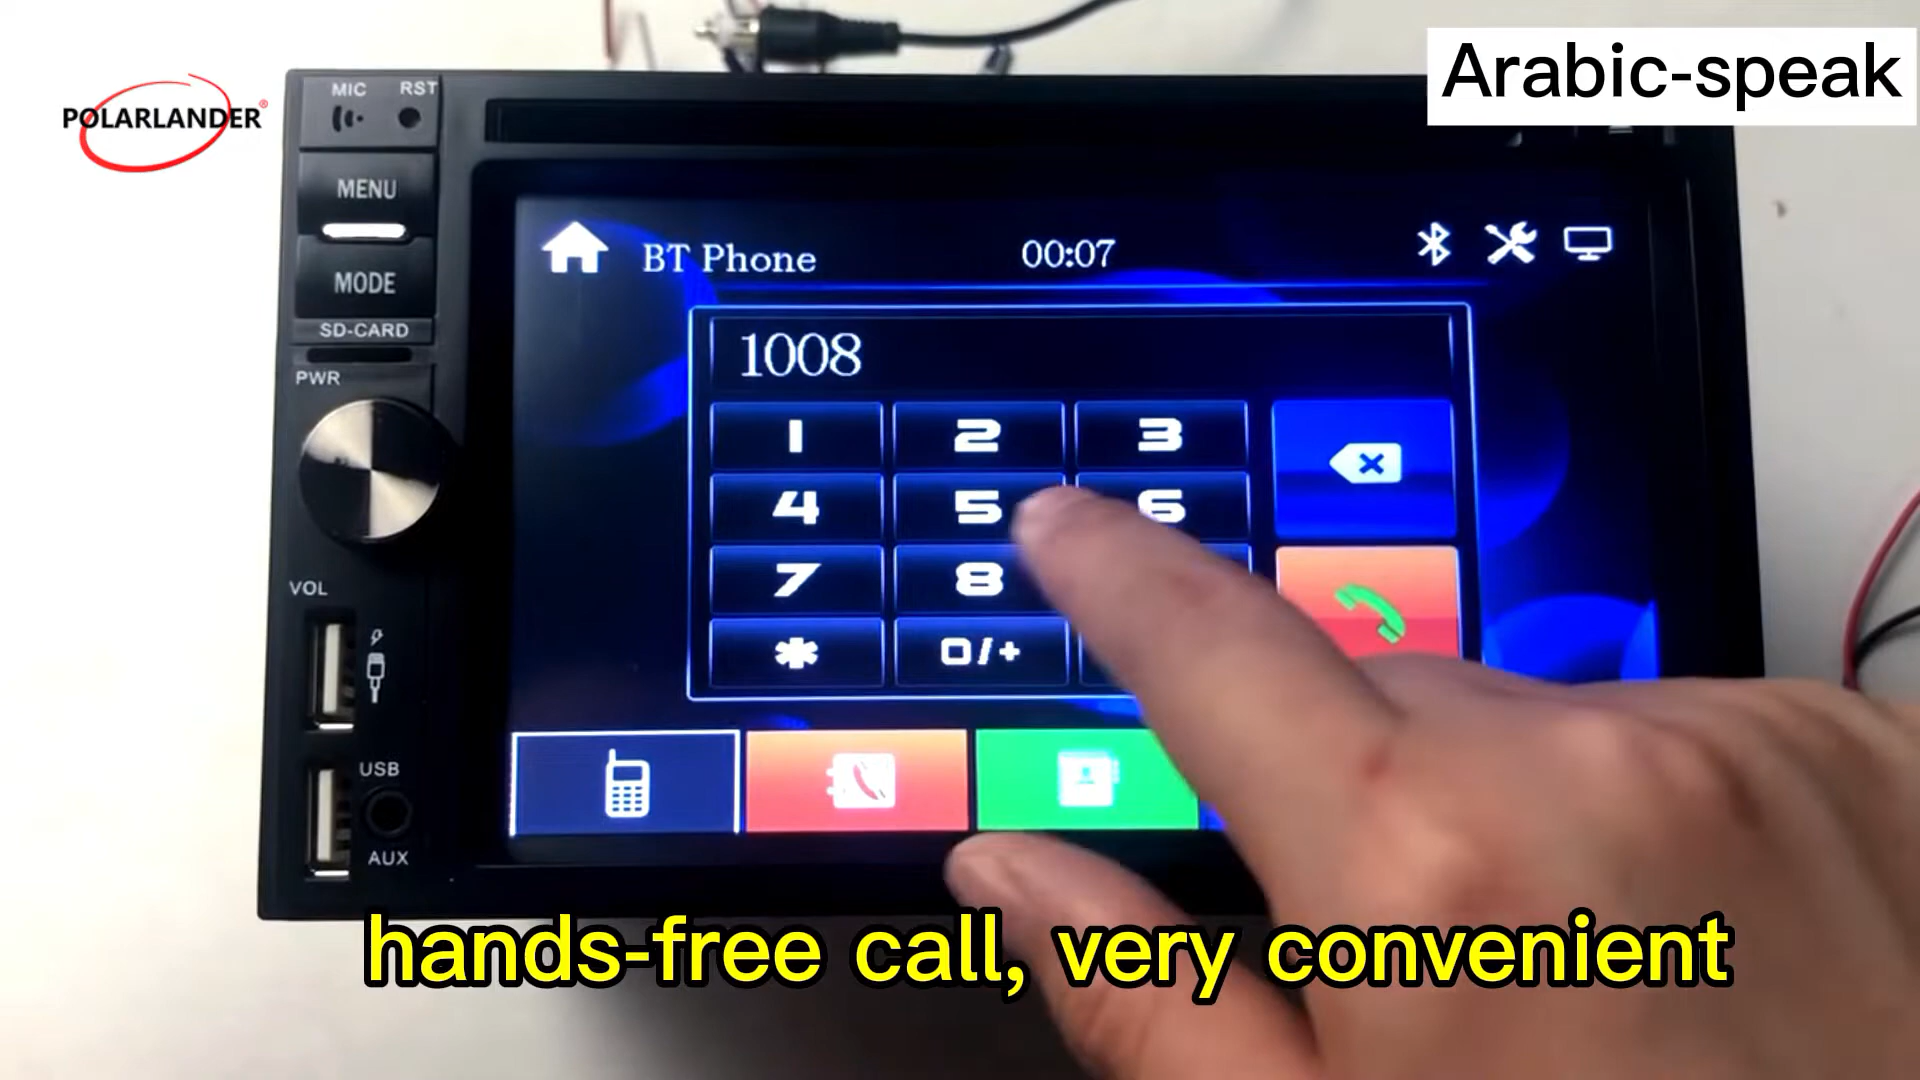 Arabic-speak
POLARLANDER®
MIC RST
MENU
MODE
SD-CARD
PWR
VOL
USB
AUX
BT Phone 00:07
1008
1 2 3
4 5 6
7 8
* 0/+
hands-free call, very convenient